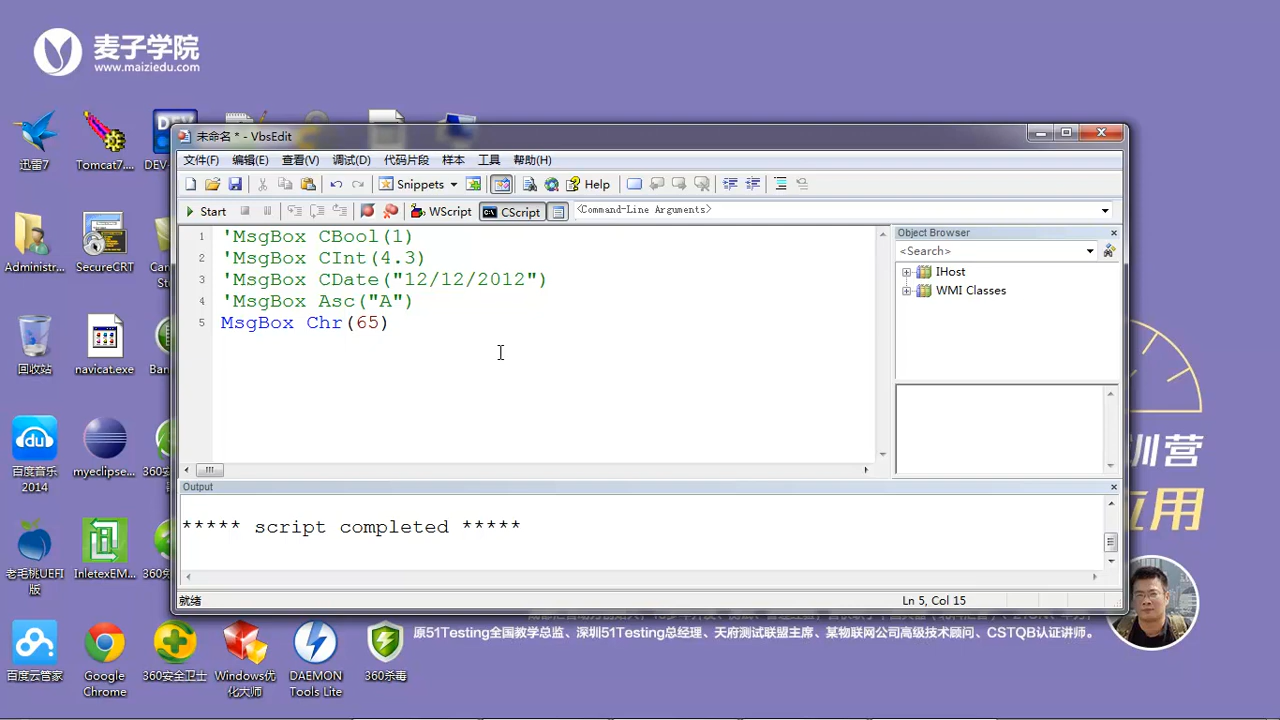 麦子学院
www.maiziedu.com
迅雷7
Tomcat7....
DEV
DEV-
未命名 * - VbsEdit
文件(F) 编辑(E) 查看(V) 调试(D) 代码片段 样本 工具 帮助(H)
Snippets Help
Start WScript CScript <Command-Line Arguments>
1 'MsgBox CBool(1)
2 'MsgBox CInt(4.3)
3 'MsgBox CDate("12/12/2012")
4 'MsgBox Asc("A")
5 MsgBox Chr(65)
Object Browser
<Search>
IHost
WMI Classes
Output
***** script completed *****
就绪
Ln 5, Col 15
Administr...
SecureCRT
回收站
navicat.exe
du
百度音乐
2014
myeclipse...
老毛桃UEFI
版
InletexEM...
训营
应用
原51Testing全国教学总监、深圳51Testing总经理、天府测试联盟主席、某物联网公司高级技术顾问、CSTQB认证讲师。
百度云管家
Google
Chrome
360安全卫士
Windows优
化大师
DAEMON
Tools Lite
360杀毒